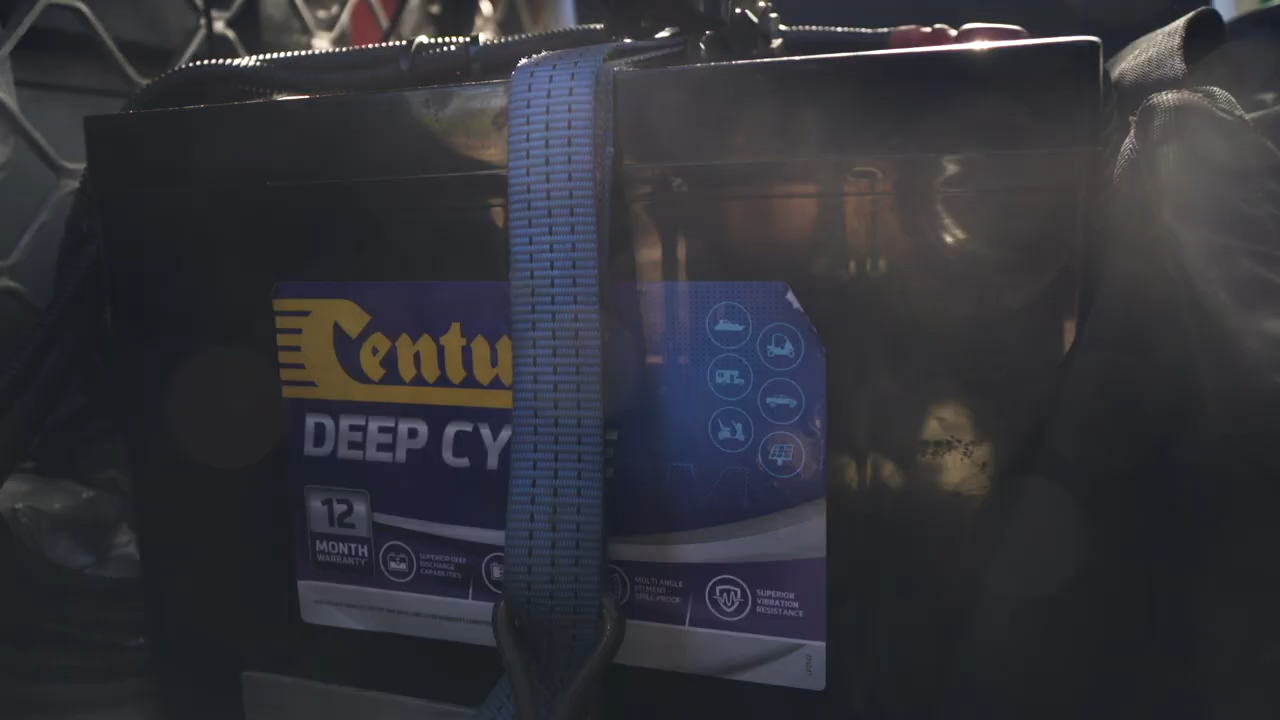 Centu
DEEP CY
12
MONTH
WARRANTY
SUPERIOR DEEP
DISCHARGE
CAPABILITIES
MULTI ANGLE
FITMENT
SPILL PROOF
SUPERIOR
VIBRATION
RESISTANCE